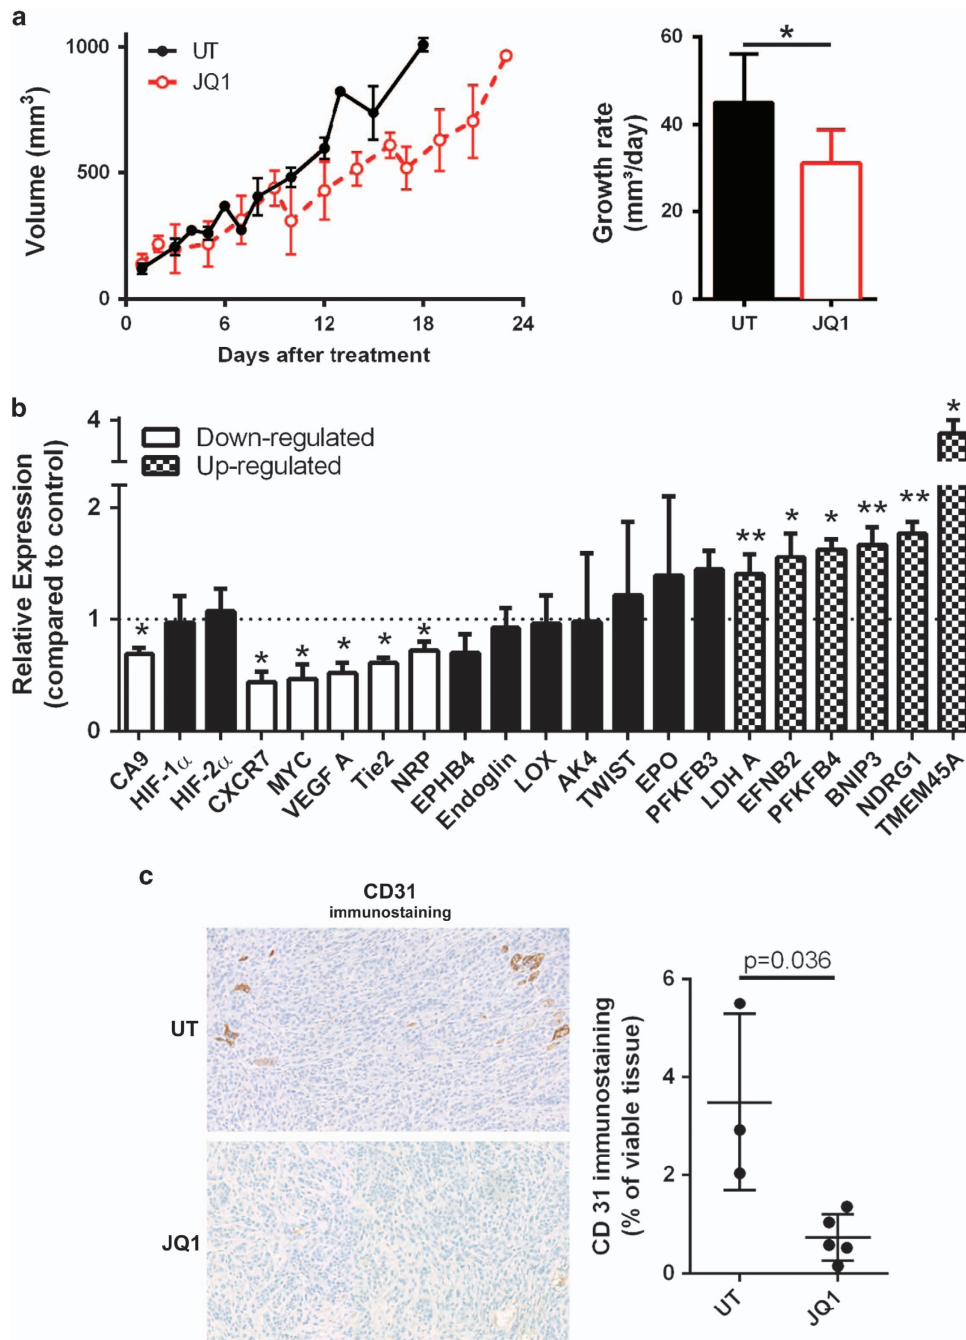 a
1000
500
0
Volume (mm³)
UT
JQ1
0 6 12 18 24
Days after treatment
60
40
20
0
Growth rate
(mm³/day)
*
UT JQ1
b
4
2
1
0
Relative Expression
(compared to control)
Down-regulated
Up-regulated
* * * * * * ** * * ** ** *
CA9
HIF-1α
HIF-2α
CXCR7
MYC
VEGF A
Tie2
NRP
EPHB4
Endoglin
LOX
AK4
TWIST
EPO
PFKFB3
LDH A
EFNB2
PFKFB4
BNIP3
NDRG1
TMEM45A
c
CD31
immunostaining
UT
JQ1
p=0.036
6
4
2
0
CD 31 immunostaining
(% of viable tissue)
UT
JQ1